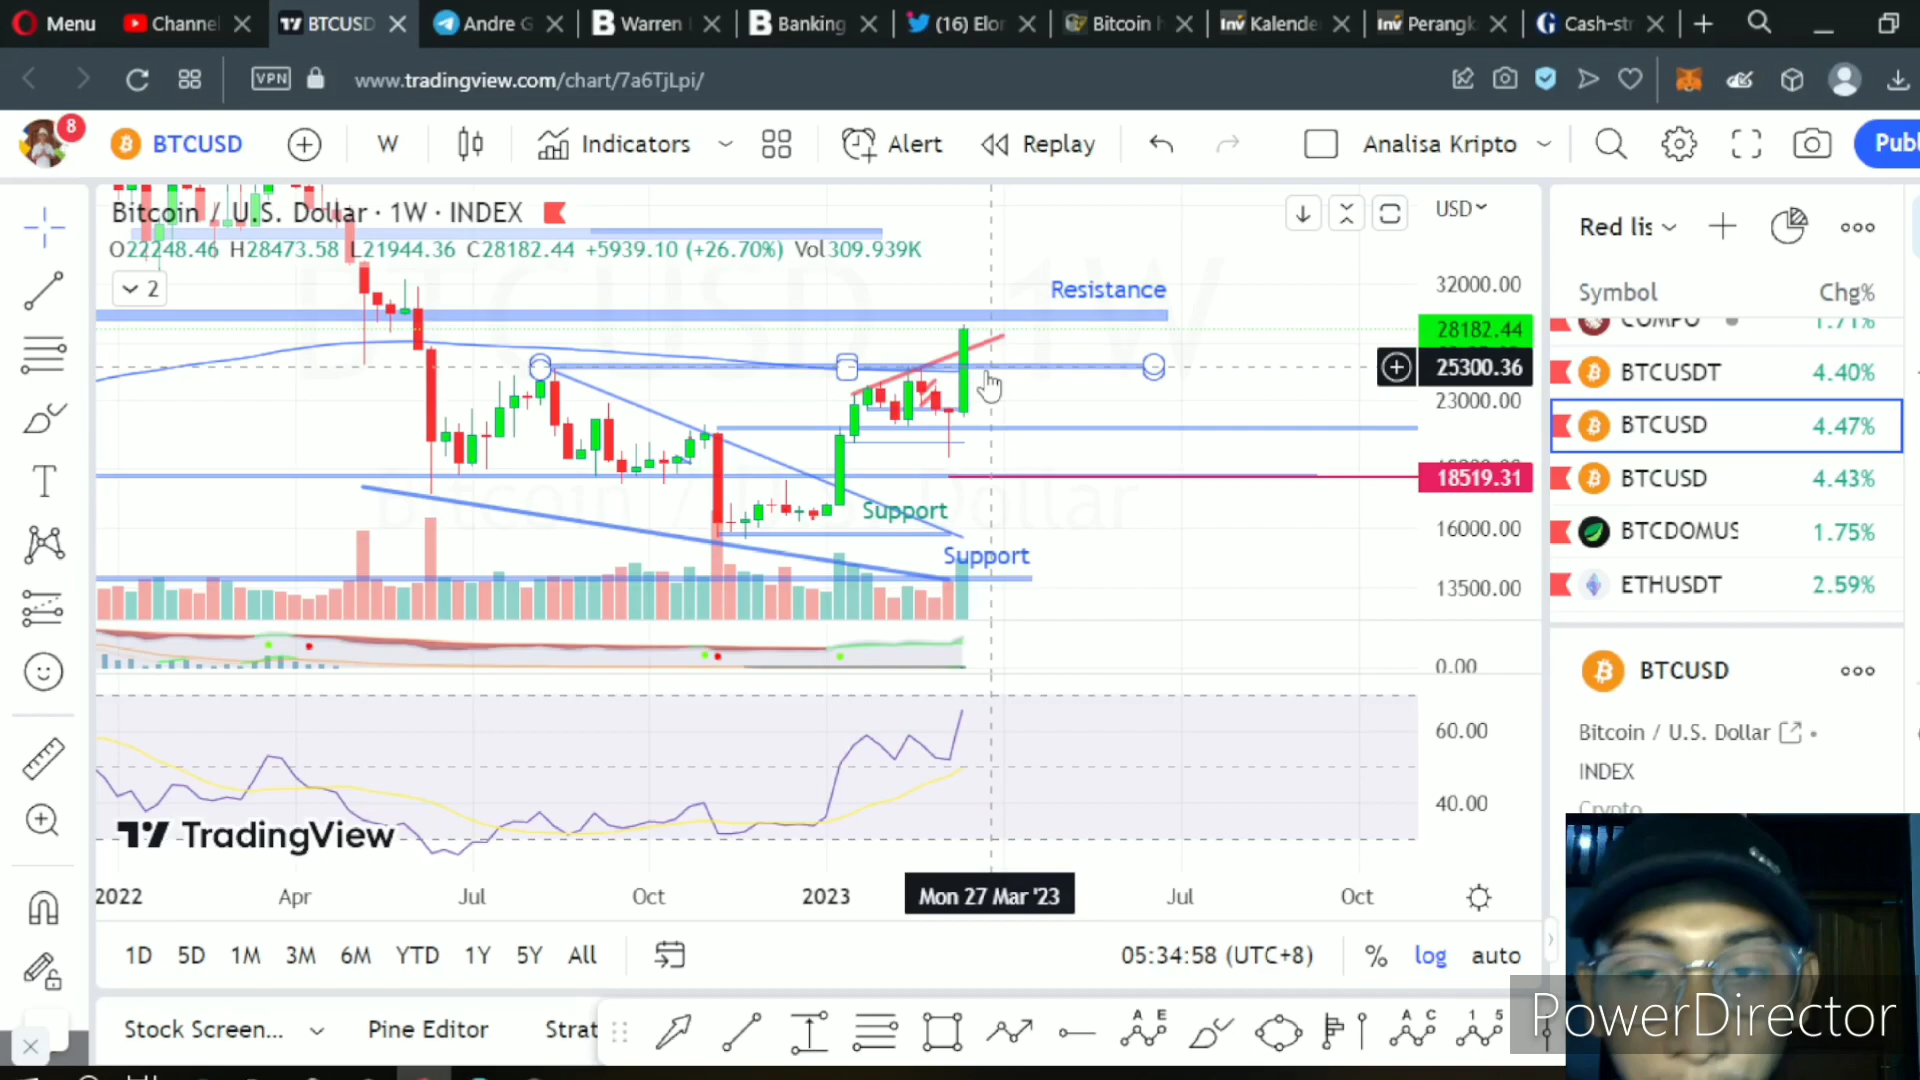 Menu
Channel
BTCUSD
Andre G
Warren
Banking
(16) Elon
Bitcoin h
Kalende
Perangk
Cash-str
VPN
www.tradingview.com/chart/7a6TjLpi/
8
BTCUSD
W
Indicators
Alert
Replay
Analisa Kripto
Publ
Bitcoin / U.S. Dollar · 1W · INDEX
O22248.46 H28473.58 L21944.36 C28182.44 +5939.10 (+26.70%) Vol309.939K
2
USD
Resistance
Support
Support
32000.00
28182.44
25300.36
23000.00
18519.31
16000.00
13500.00
0.00
60.00
40.00
TradingView
2022
Apr
Jul
Oct
2023
Mon 27 Mar '23
Jul
Oct
1D
5D
1M
3M
6M
YTD
1Y
5Y
All
05:34:58 (UTC+8)
%
log
auto
Stock Screen...
Pine Editor
Strat
Red lis
Symbol
Chg%
1.71%
BTCUSDT
4.40%
BTCUSD
4.47%
BTCUSD
4.43%
BTCDOMUS
1.75%
ETHUSDT
2.59%
BTCUSD
Bitcoin / U.S. Dollar
INDEX
Crypto
PowerDirector